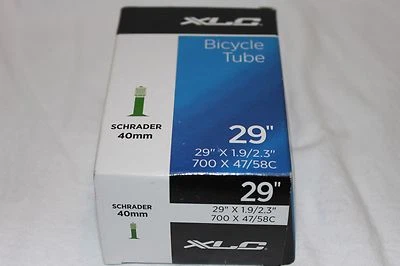 XLC
Bicycle
Tube
SCHRADER
40mm
29"
29" X 1.9/2.3"
700 X 47/58C
SCHRADER
40mm
29"
29" X 1.9/2.3"
700 X 47/58C
XLC